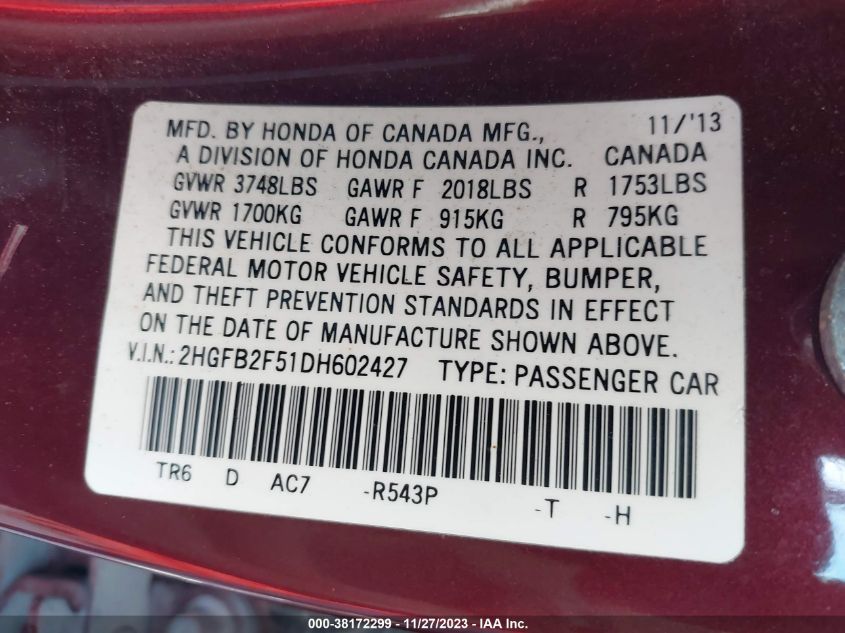 MFD. BY HONDA OF CANADA MFG., 11/'13
A DIVISION OF HONDA CANADA INC. CANADA
GVWR 3748LBS GAWR F 2018LBS R 1753LBS
GVWR 1700KG GAWR F 915KG R 795KG
THIS VEHICLE CONFORMS TO ALL APPLICABLE
FEDERAL MOTOR VEHICLE SAFETY, BUMPER,
AND THEFT PREVENTION STANDARDS IN EFFECT
ON THE DATE OF MANUFACTURE SHOWN ABOVE.
V.I.N.: 2HGFB2F51DH602427 TYPE: PASSENGER CAR
TR6 D AC7 -R543P -T -H
000-38172299 | 11/27/2023 | IAA Inc.